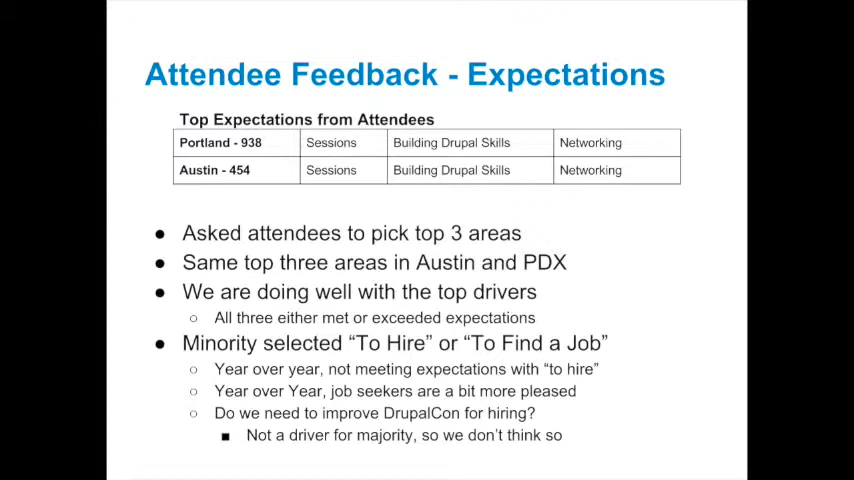 Attendee Feedback - Expectations
Top Expectations from Attendees
Portland - 938 Sessions Building Drupal Skills Networking
Austin - 454 Sessions Building Drupal Skills Networking
● Asked attendees to pick top 3 areas
● Same top three areas in Austin and PDX
● We are doing well with the top drivers
○ All three either met or exceeded expectations
● Minority selected “To Hire” or “To Find a Job”
○ Year over year, not meeting expectations with “to hire”
○ Year over Year, job seekers are a bit more pleased
○ Do we need to improve DrupalCon for hiring?
■ Not a driver for majority, so we don’t think so